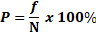 P = f/N x 100%